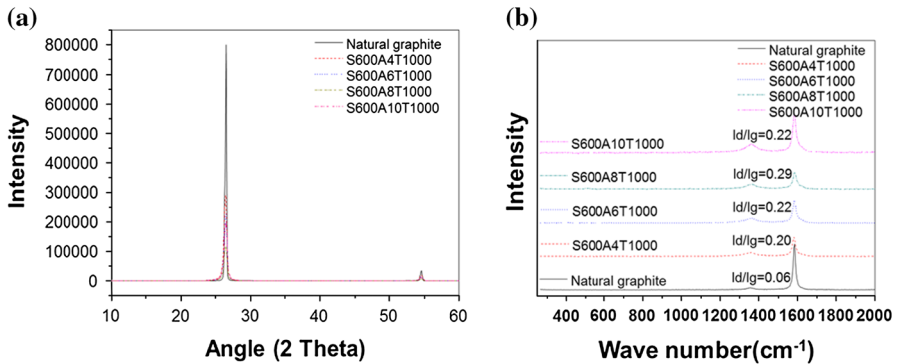 (a)
Intensity
800000
700000
600000
500000
400000
300000
200000
100000
0
10
20
30
40
50
60
Angle (2 Theta)
Natural graphite
S600A4T1000
S600A6T1000
S600A8T1000
S600A10T1000
(b)
Intensity
Natural graphite
S600A4T1000
S600A6T1000
S600A8T1000
S600A10T1000
S600A10T1000
Id/Ig=0.22
S600A8T1000
Id/Ig=0.29
S600A6T1000
Id/Ig=0.22
S600A4T1000
Id/Ig=0.20
Natural graphite
Id/Ig=0.06
400
600
800
1000
1200
1400
1600
1800
2000
Wave number(cm-1)